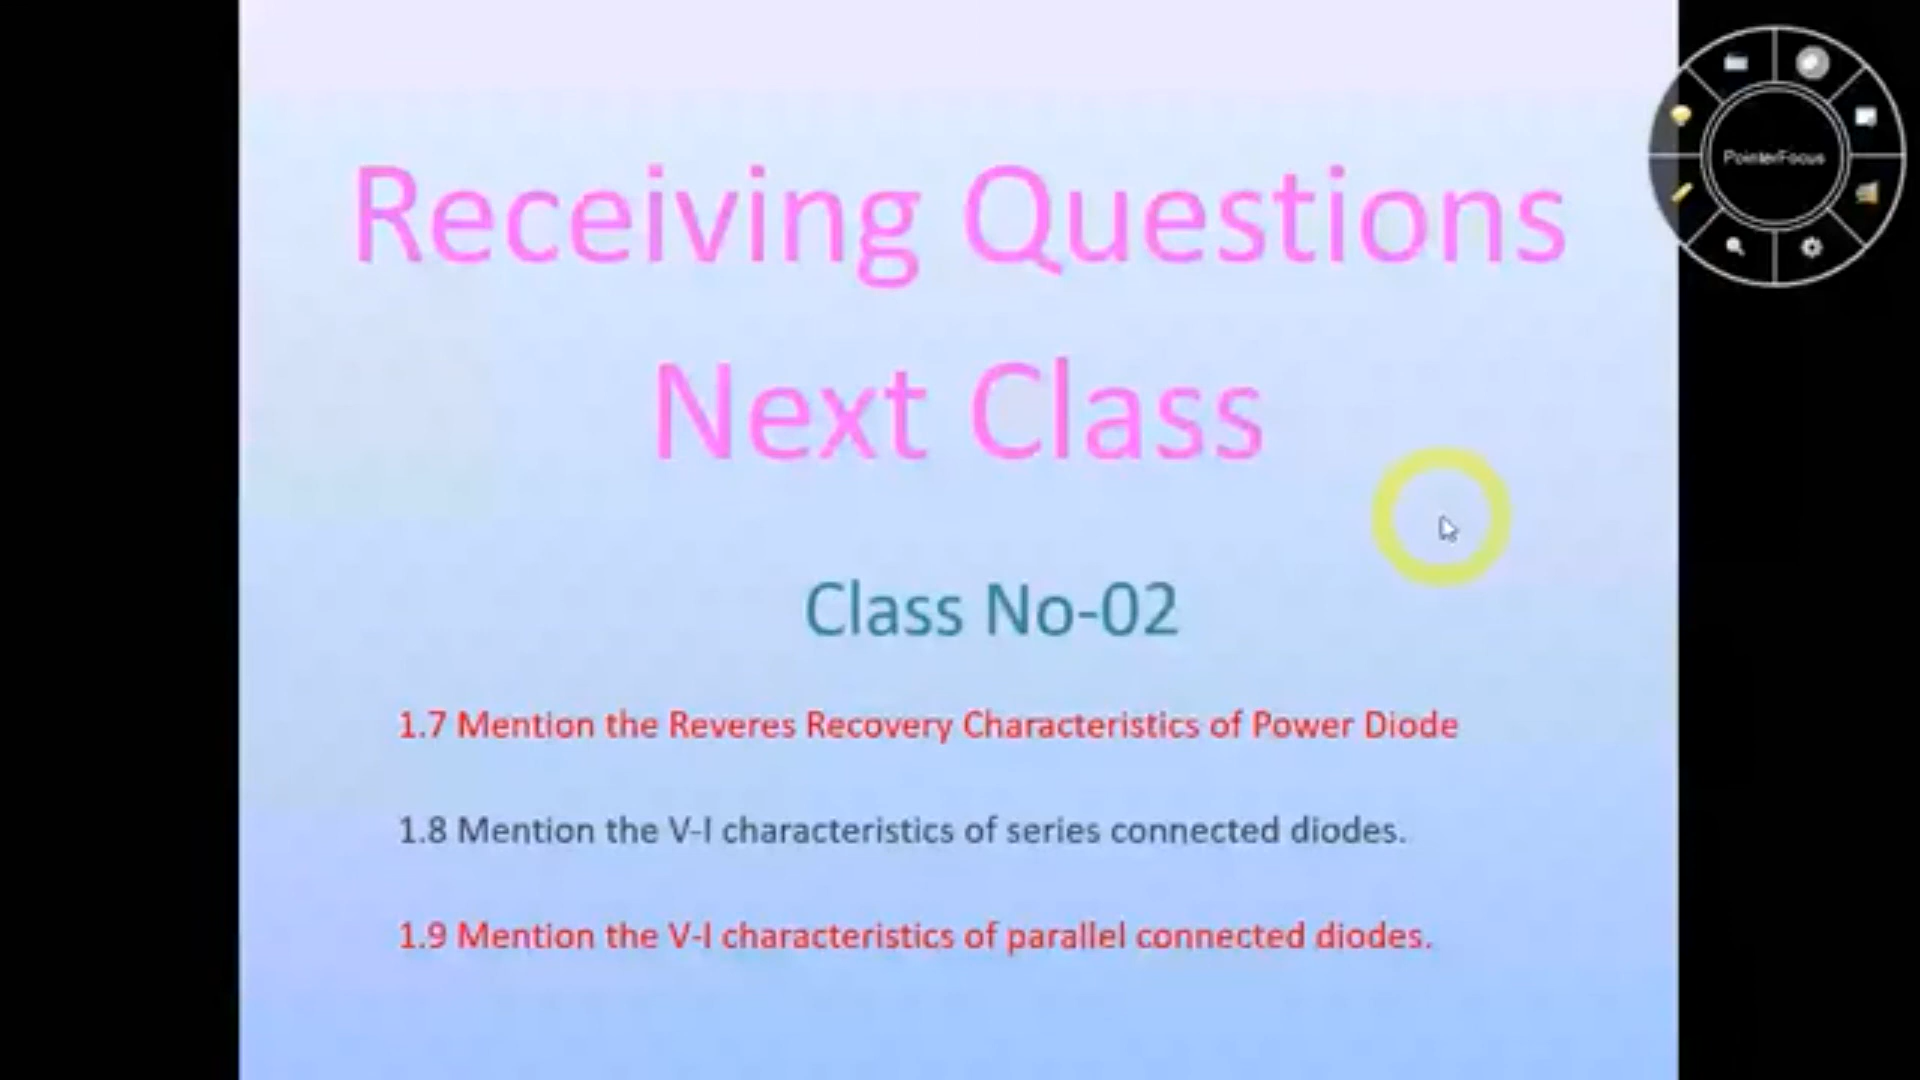 Receiving Questions
PointerFocus
Next Class
Class No-02
1.7 Mention the Reveres Recovery Characteristics of Power Diode
1.8 Mention the V-I characteristics of series connected diodes.
1.9 Mention the V-I characteristics of parallel connected diodes.